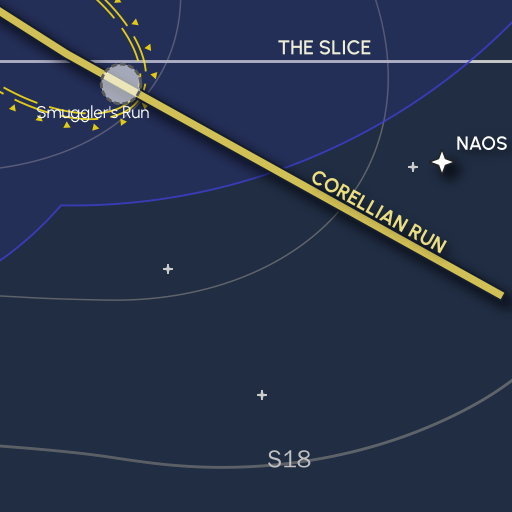 THE SLICE
Smuggler's Run
NAOS
CORELLIAN RUN
S18